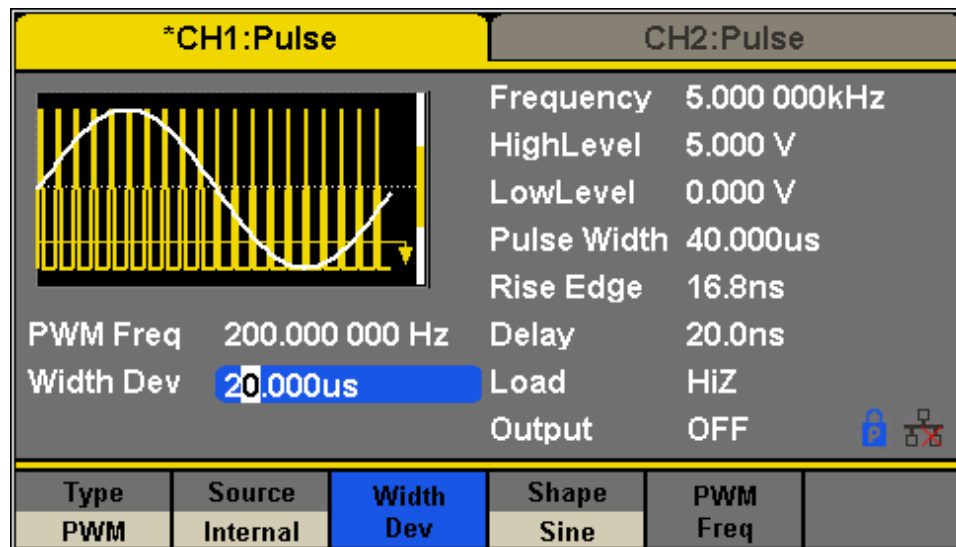 *CH1:Pulse
CH2:Pulse
Frequency 5.000 000kHz
HighLevel 5.000 V
LowLevel 0.000 V
Pulse Width 40.000us
Rise Edge 16.8ns
PWM Freq 200.000 000 Hz
Delay 20.0ns
Width Dev 20.000us
Load HiZ
Output OFF
P
Type
PWM
Source
Internal
Width
Dev
Shape
Sine
PWM
Freq